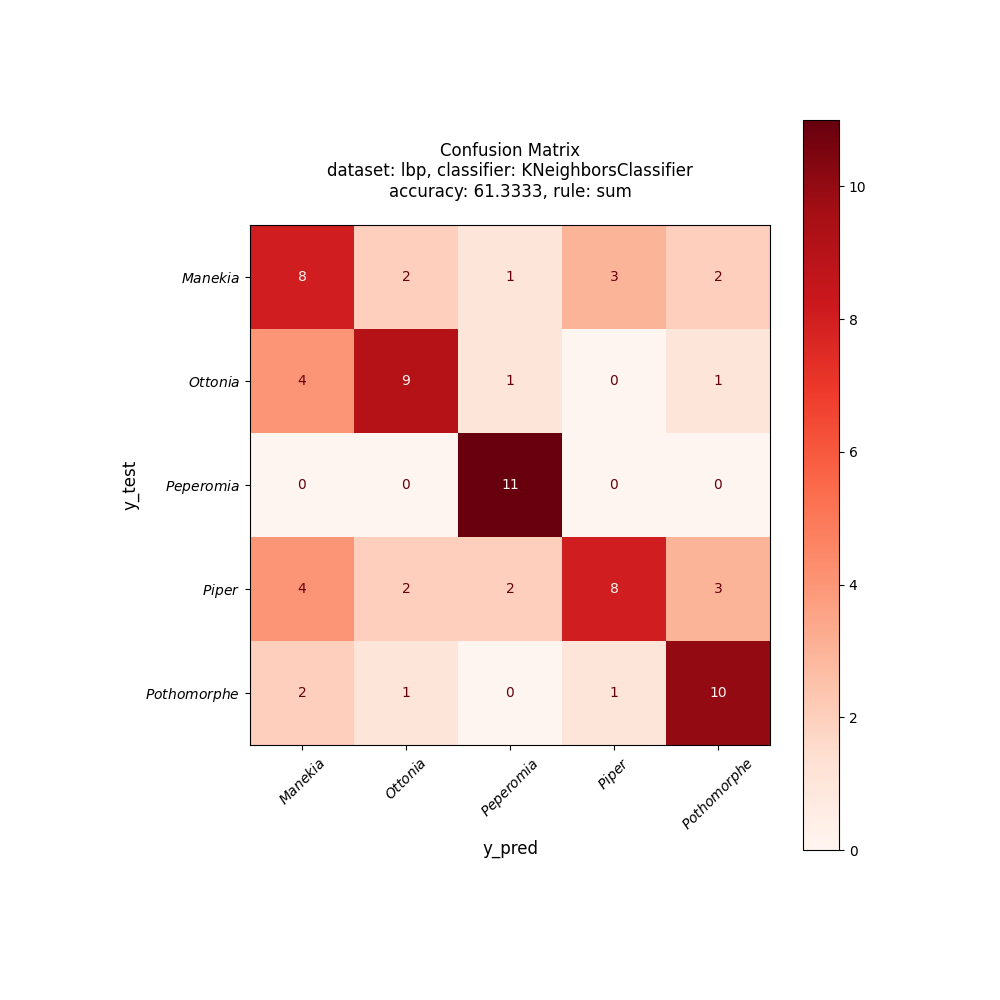 Confusion Matrix
dataset: lbp, classifier: KNeighborsClassifier
accuracy: 61.3333, rule: sum
Manekia 8 2 1 3 2
Ottonia 4 9 1 0 1
Peperomia 0 0 11 0 0
Piper 4 2 2 8 3
Pothomorphe 2 1 0 1 10
y_test
Manekia Ottonia Peperomia Piper Pothomorphe
y_pred
10
8
6
4
2
0